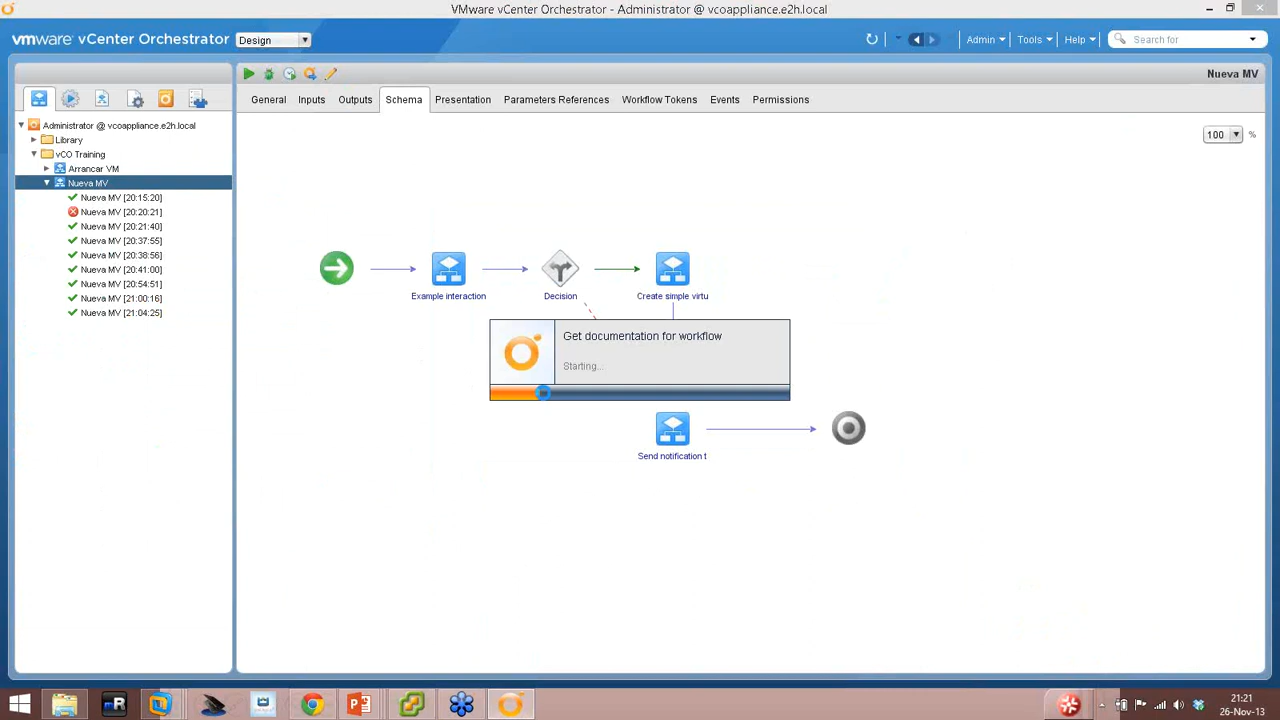 VMware vCenter Orchestrator - Administrator @ vcoappliance.e2h.local
vmware vCenter Orchestrator
Design
Admin
Tools
Help
Search for
Nueva MV
General
Inputs
Outputs
Schema
Presentation
Parameters References
Workflow Tokens
Events
Permissions
Administrator @ vcoappliance.e2h.local
Library
vCO Training
Arrancar VM
Nueva MV
Nueva MV [20:15:20]
Nueva MV [20:20:21]
Nueva MV [20:21:40]
Nueva MV [20:37:55]
Nueva MV [20:38:56]
Nueva MV [20:41:00]
Nueva MV [20:54:51]
Nueva MV [21:00:16]
Nueva MV [21:04:25]
100 %
Example interaction
Decision
Create simple virtu
Get documentation for workflow
Starting...
Send notification t
21:21
26-Nov-13